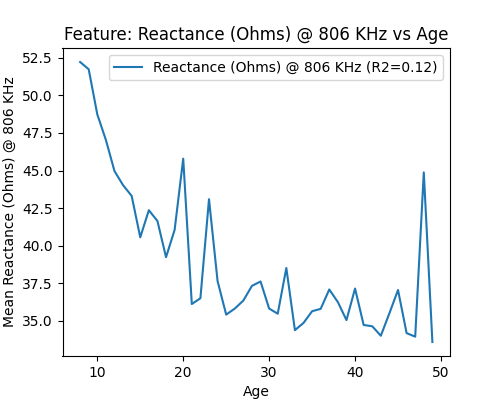 Feature: Reactance (Ohms) @ 806 KHz vs Age
Reactance (Ohms) @ 806 KHz (R2=0.12)
Mean Reactance (Ohms) @ 806 KHz
52.5
50.0
47.5
45.0
42.5
40.0
37.5
35.0
10 20 30 40 50
Age